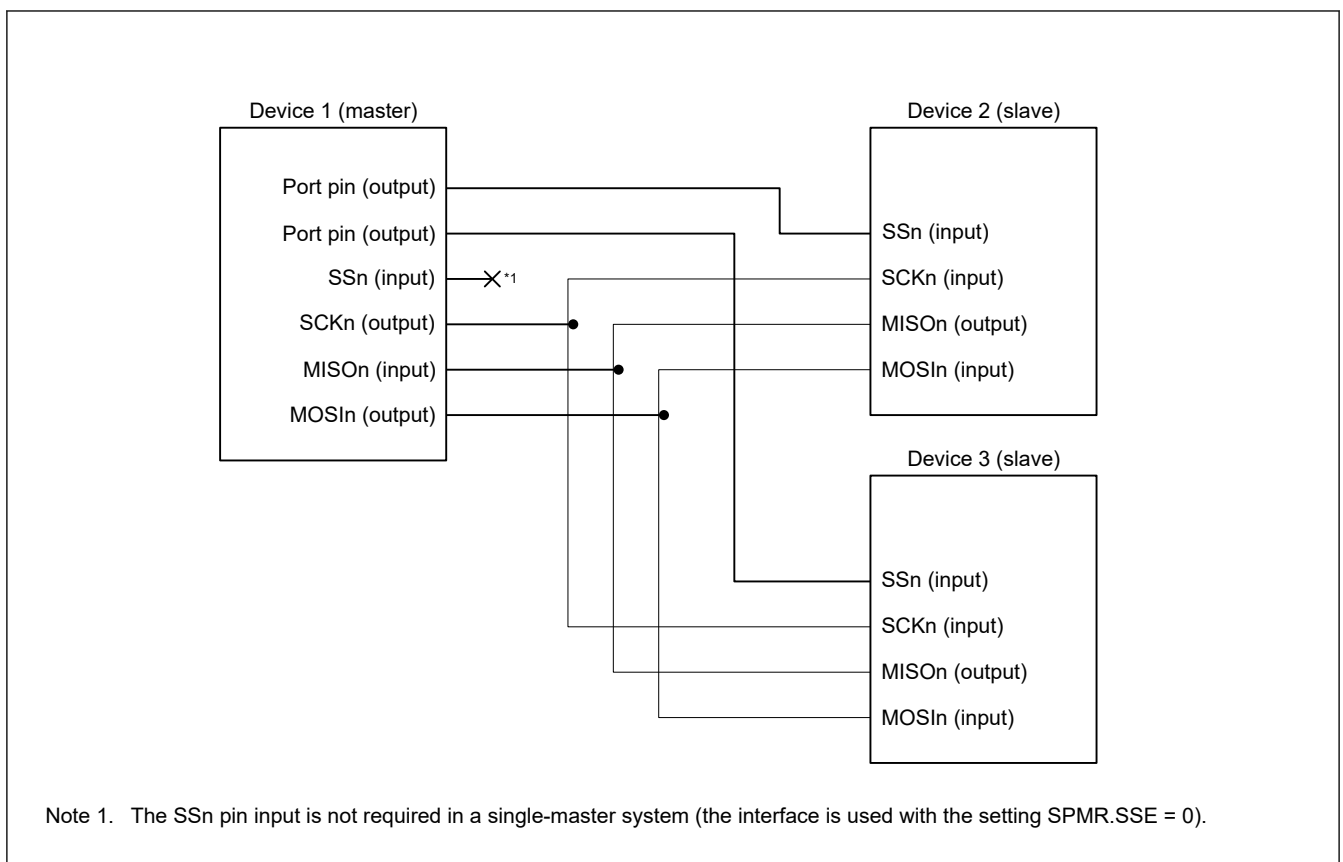 Device 1 (master)
Port pin (output)
Port pin (output)
SSn (input)
*1
SCKn (output)
MISOn (input)
MOSIn (output)
Device 2 (slave)
SSn (input)
SCKn (input)
MISOn (output)
MOSIn (input)
Device 3 (slave)
SSn (input)
SCKn (input)
MISOn (output)
MOSIn (input)
Note 1. The SSn pin input is not required in a single-master system (the interface is used with the setting SPMR.SSE = 0).